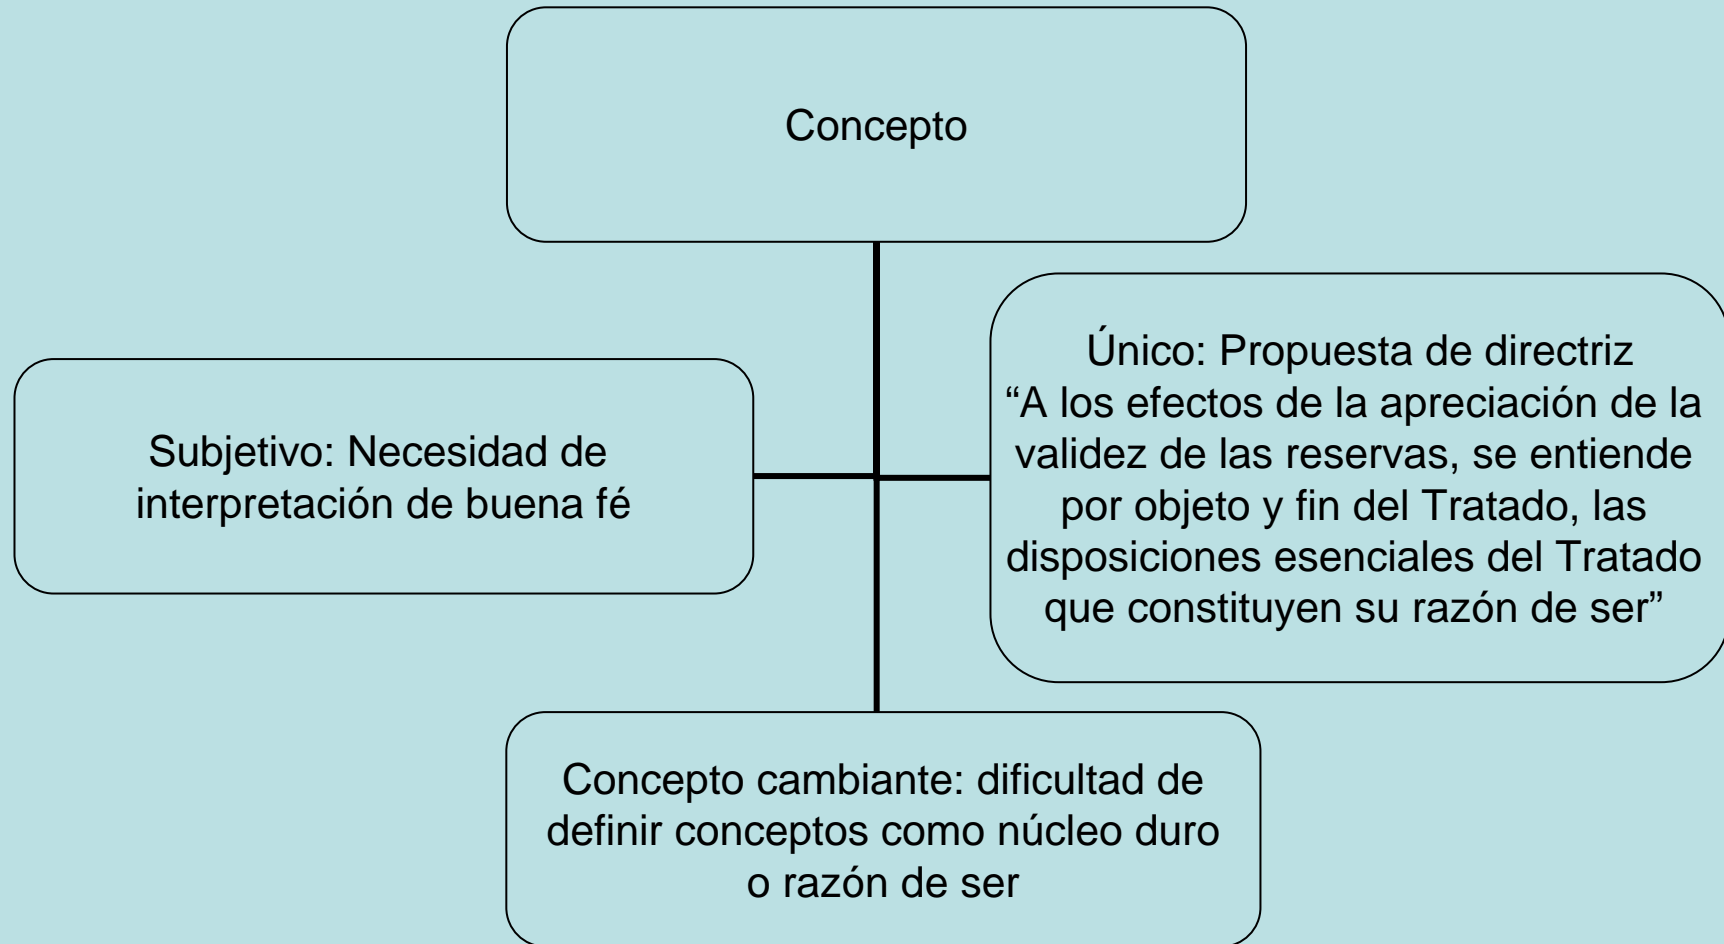 Concepto
Único: Propuesta de directriz
“A los efectos de la apreciación de la
validez de las reservas, se entiende
por objeto y fin del Tratado, las
disposiciones esenciales del Tratado
que constituyen su razón de ser”
Subjetivo: Necesidad de
interpretación de buena fé
Concepto cambiante: dificultad de
definir conceptos como núcleo duro
o razón de ser